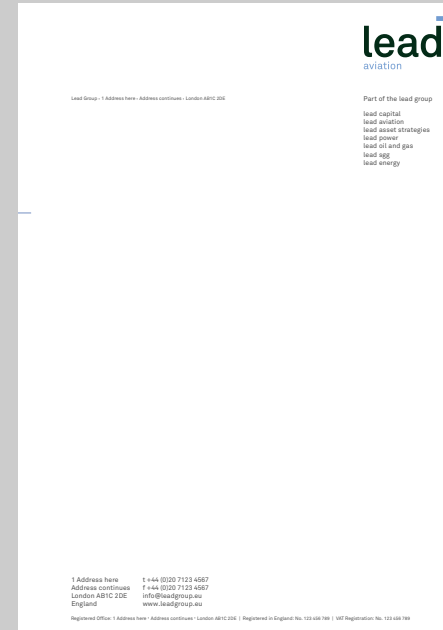 lead
aviation
Lead Group · 1 Address here · Address continues · London AB1C 2DE
Part of the lead group
lead capital
lead aviation
lead asset strategies
lead power
lead oil and gas
lead sgg
lead energy
1 Address here
Address continues
London AB1C 2DE
England
t +44 (0)20 7123 4567
f +44 (0)20 7123 4567
info@leadgroup.eu
www.leadgroup.eu
Registered Office: 1 Address here · Address continues · London AB1C 2DE | Registered in England: No. 123 456 789 | VAT Registration: No. 123 456 789